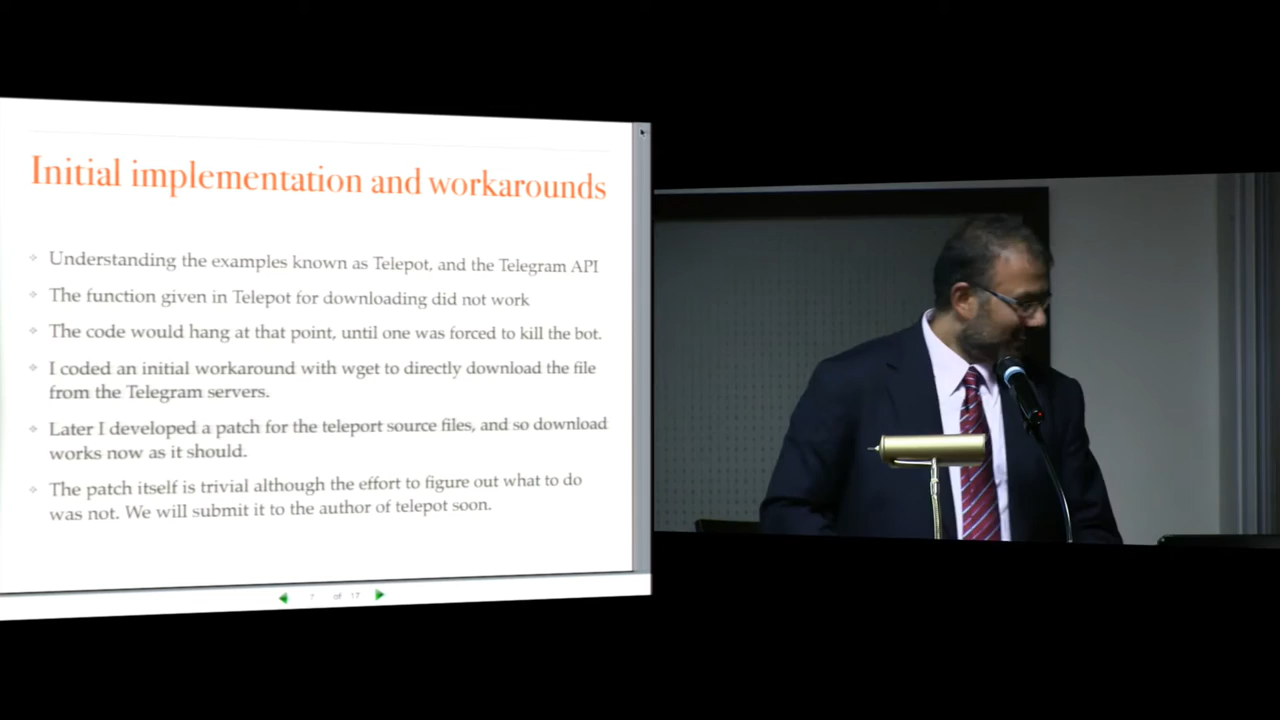 Initial implementation and workarounds
Understanding the examples known as Telepot, and the Telegram API
The function given in Telepot for downloading did not work
The code would hang at that point, until one was forced to kill the bot.
I coded an initial workaround with wget to directly download the file
from the Telegram servers.
Later I developed a patch for the teleport source files, and so download
works now as it should.
The patch itself is trivial although the effort to figure out what to do
was not. We will submit it to the author of telepot soon.
7 of 17